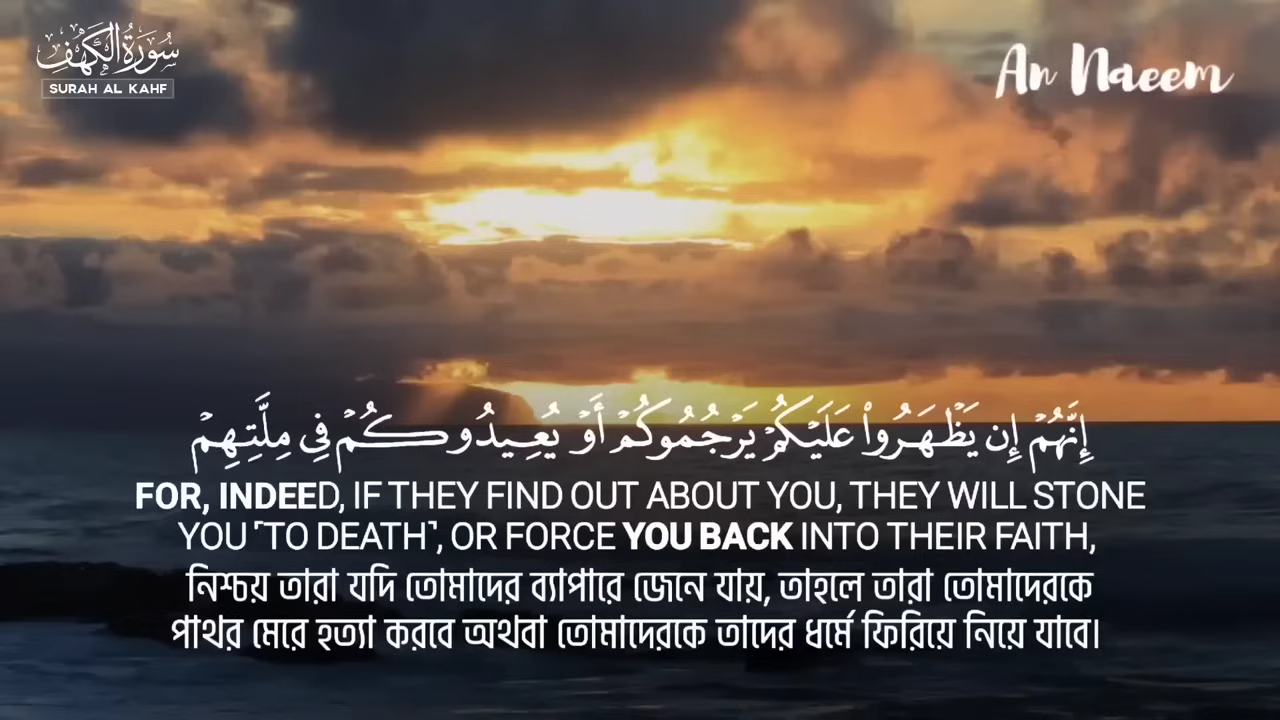 سُورَةُ الْكَهْفِ
SURAH AL KAHF
An Naeem
إِنَّهُمْ إِن يَظْهَرُوا۟ عَلَيْكُمْ يَرْجُمُوكُمْ أَوْ يُعِيدُوكُمْ فِى مِلَّتِهِمْ
FOR, INDEED, IF THEY FIND OUT ABOUT YOU, THEY WILL STONE
YOU ˹TO DEATH˺, OR FORCE YOU BACK INTO THEIR FAITH,
নিশ্চয় তারা যদি তোমাদের ব্যাপারে জেনে যায়, তাহলে তারা তোমাদেরকে
পাথর মেরে হত্যা করবে অথবা তোমাদেরকে তাদের ধর্মে ফিরিয়ে নিয়ে যাবে।